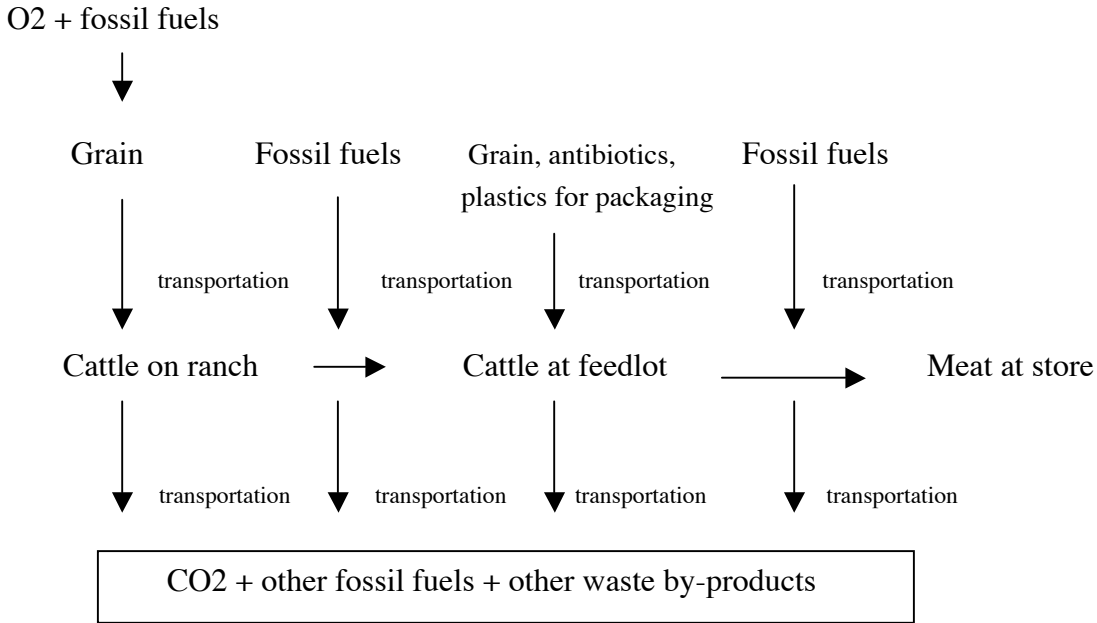 O2 + fossil fuels
Grain
Fossil fuels
Grain, antibiotics,
plastics for packaging
Fossil fuels
transportation
transportation
transportation
transportation
Cattle on ranch
Cattle at feedlot
Meat at store
transportation
transportation
transportation
transportation
CO2 + other fossil fuels + other waste by-products